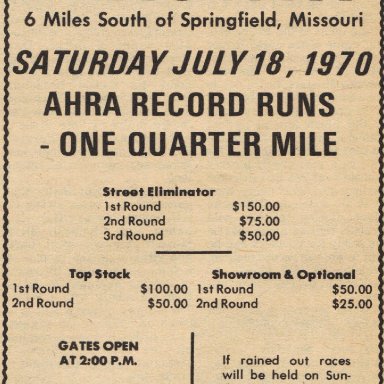 6 Miles South of Springfield, Missouri
SATURDAY JULY 18, 1970
AHRA RECORD RUNS
- ONE QUARTER MILE
Street Eliminator
1st Round $150.00
2nd Round $75.00
3rd Round $50.00
Top Stock
1st Round $100.00
2nd Round $50.00
Showroom & Optional
1st Round $50.00
2nd Round $25.00
GATES OPEN
AT 2:00 P.M.
If rained out races
will be held on Sun-